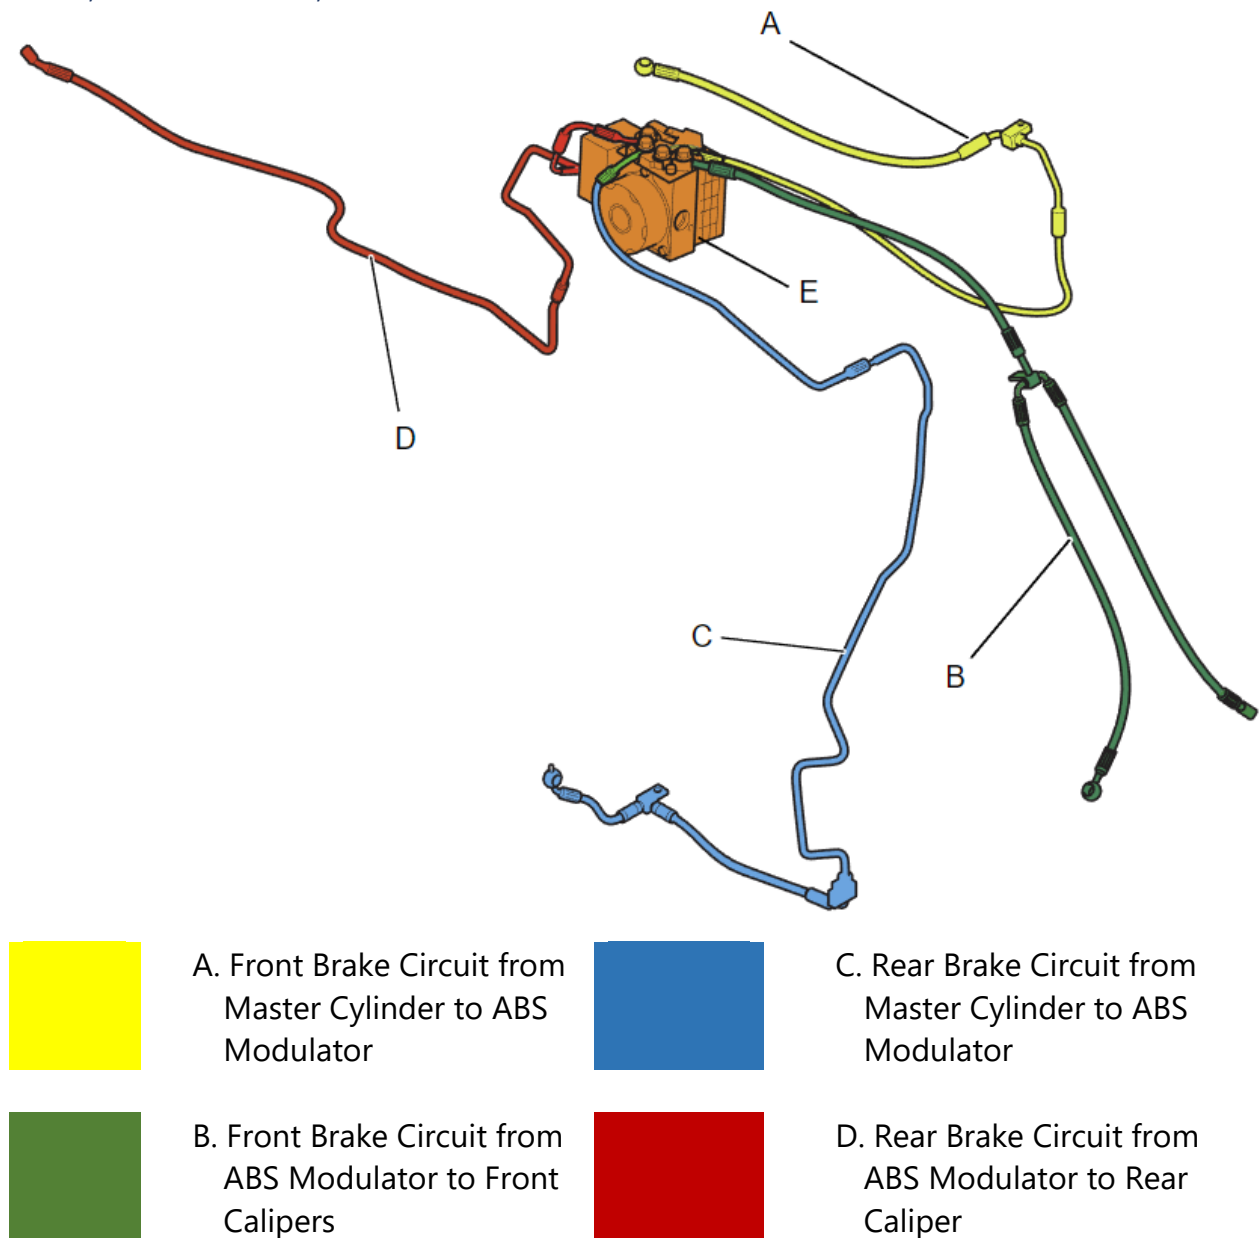 A
E
D
C
B
A. Front Brake Circuit from
Master Cylinder to ABS
Modulator
C. Rear Brake Circuit from
Master Cylinder to ABS
Modulator
B. Front Brake Circuit from
ABS Modulator to Front
Calipers
D. Rear Brake Circuit from
ABS Modulator to Rear
Caliper